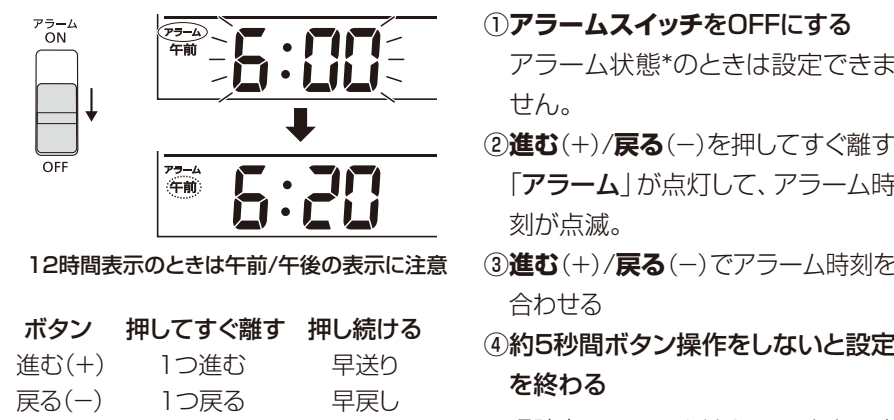 アラーム
ON
OFF
アラーム
午前
6:00
アラーム
午前
6:20
12時間表示のときは午前/午後の表示に注意
ボタン 押してすぐ離す 押し続ける
進む(+) 1つ進む 早送り
戻る(−) 1つ戻る 早戻し
①アラームスイッチをOFFにする
アラーム状態*のときは設定できま
せん。
②進む(+)/戻る(−)を押してすぐ離す
「アラーム」が点灯して、アラーム時
刻が点滅。
③進む(+)/戻る(−)でアラーム時刻を
合わせる
④約5秒間ボタン操作をしないと設定
を終わる